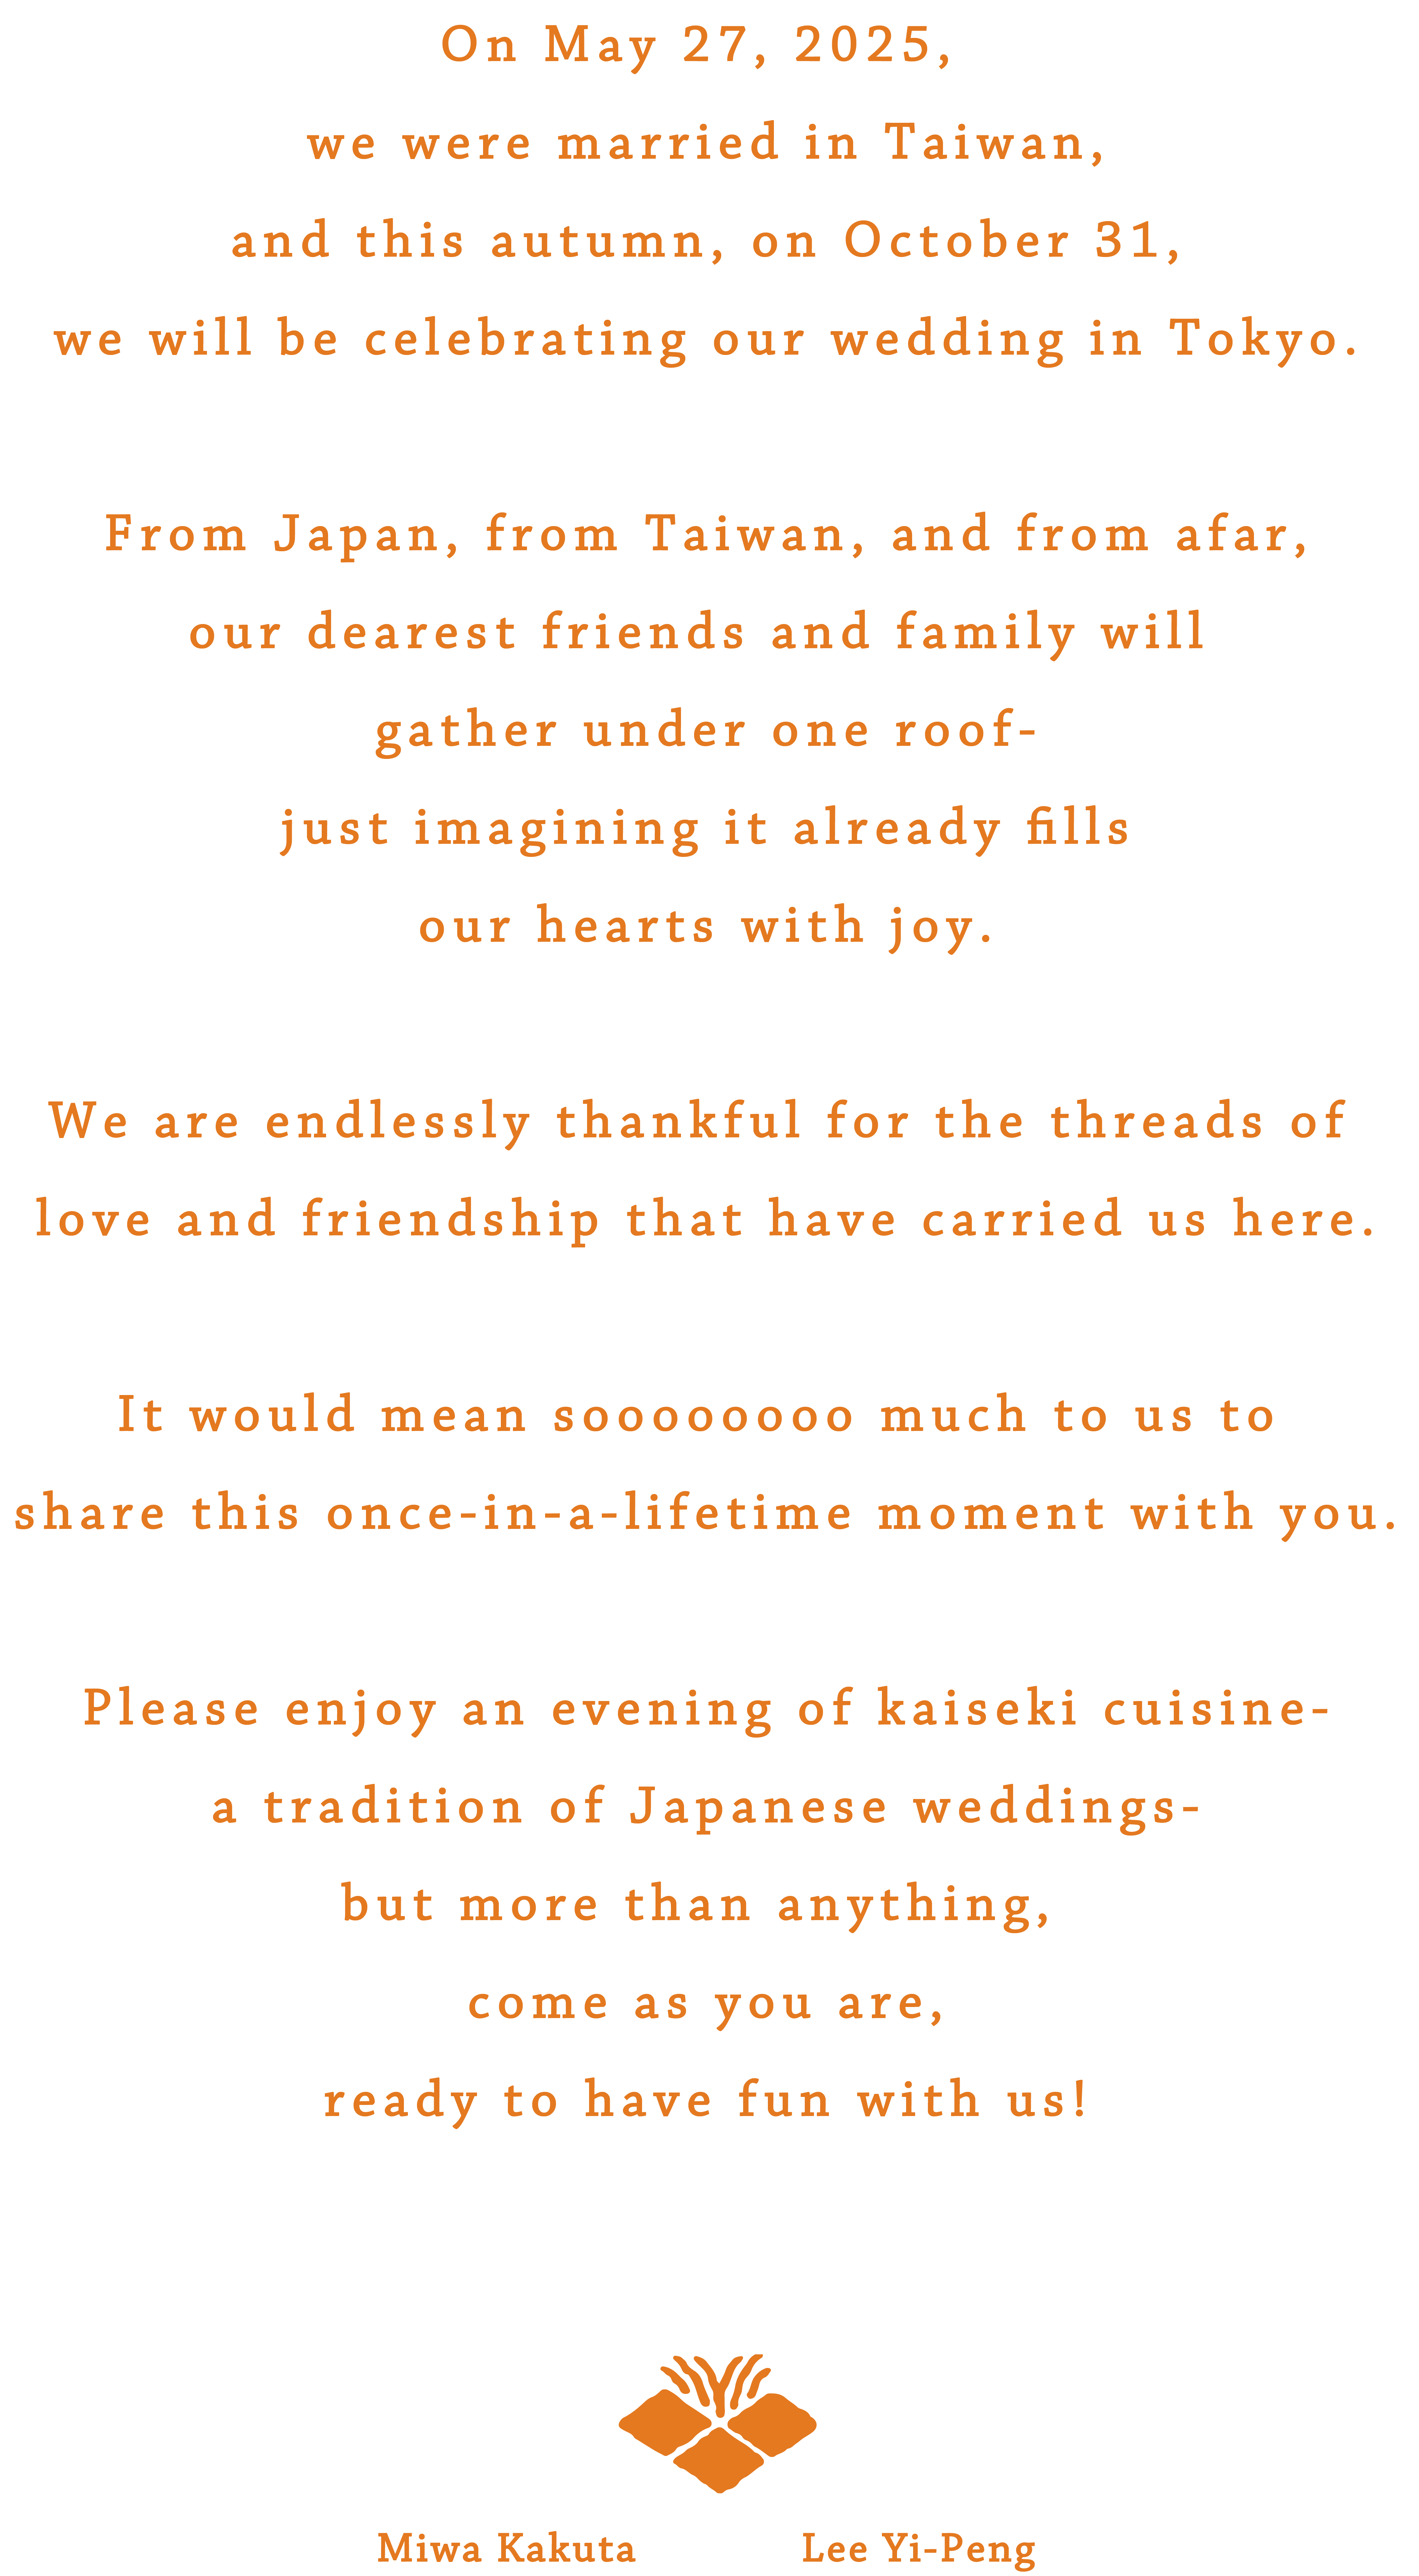 On May 27, 2025,
we were married in Taiwan,
and this autumn, on October 31,
we will be celebrating our wedding in Tokyo.
From Japan, from Taiwan, and from afar,
our dearest friends and family will
gather under one roof-
just imagining it already fills
our hearts with joy.
We are endlessly thankful for the threads of
love and friendship that have carried us here.
It would mean soooooooo much to us to
share this once-in-a-lifetime moment with you.
Please enjoy an evening of kaiseki cuisine-
a tradition of Japanese weddings-
but more than anything,
come as you are,
ready to have fun with us!
Miwa Kakuta Lee Yi-Peng